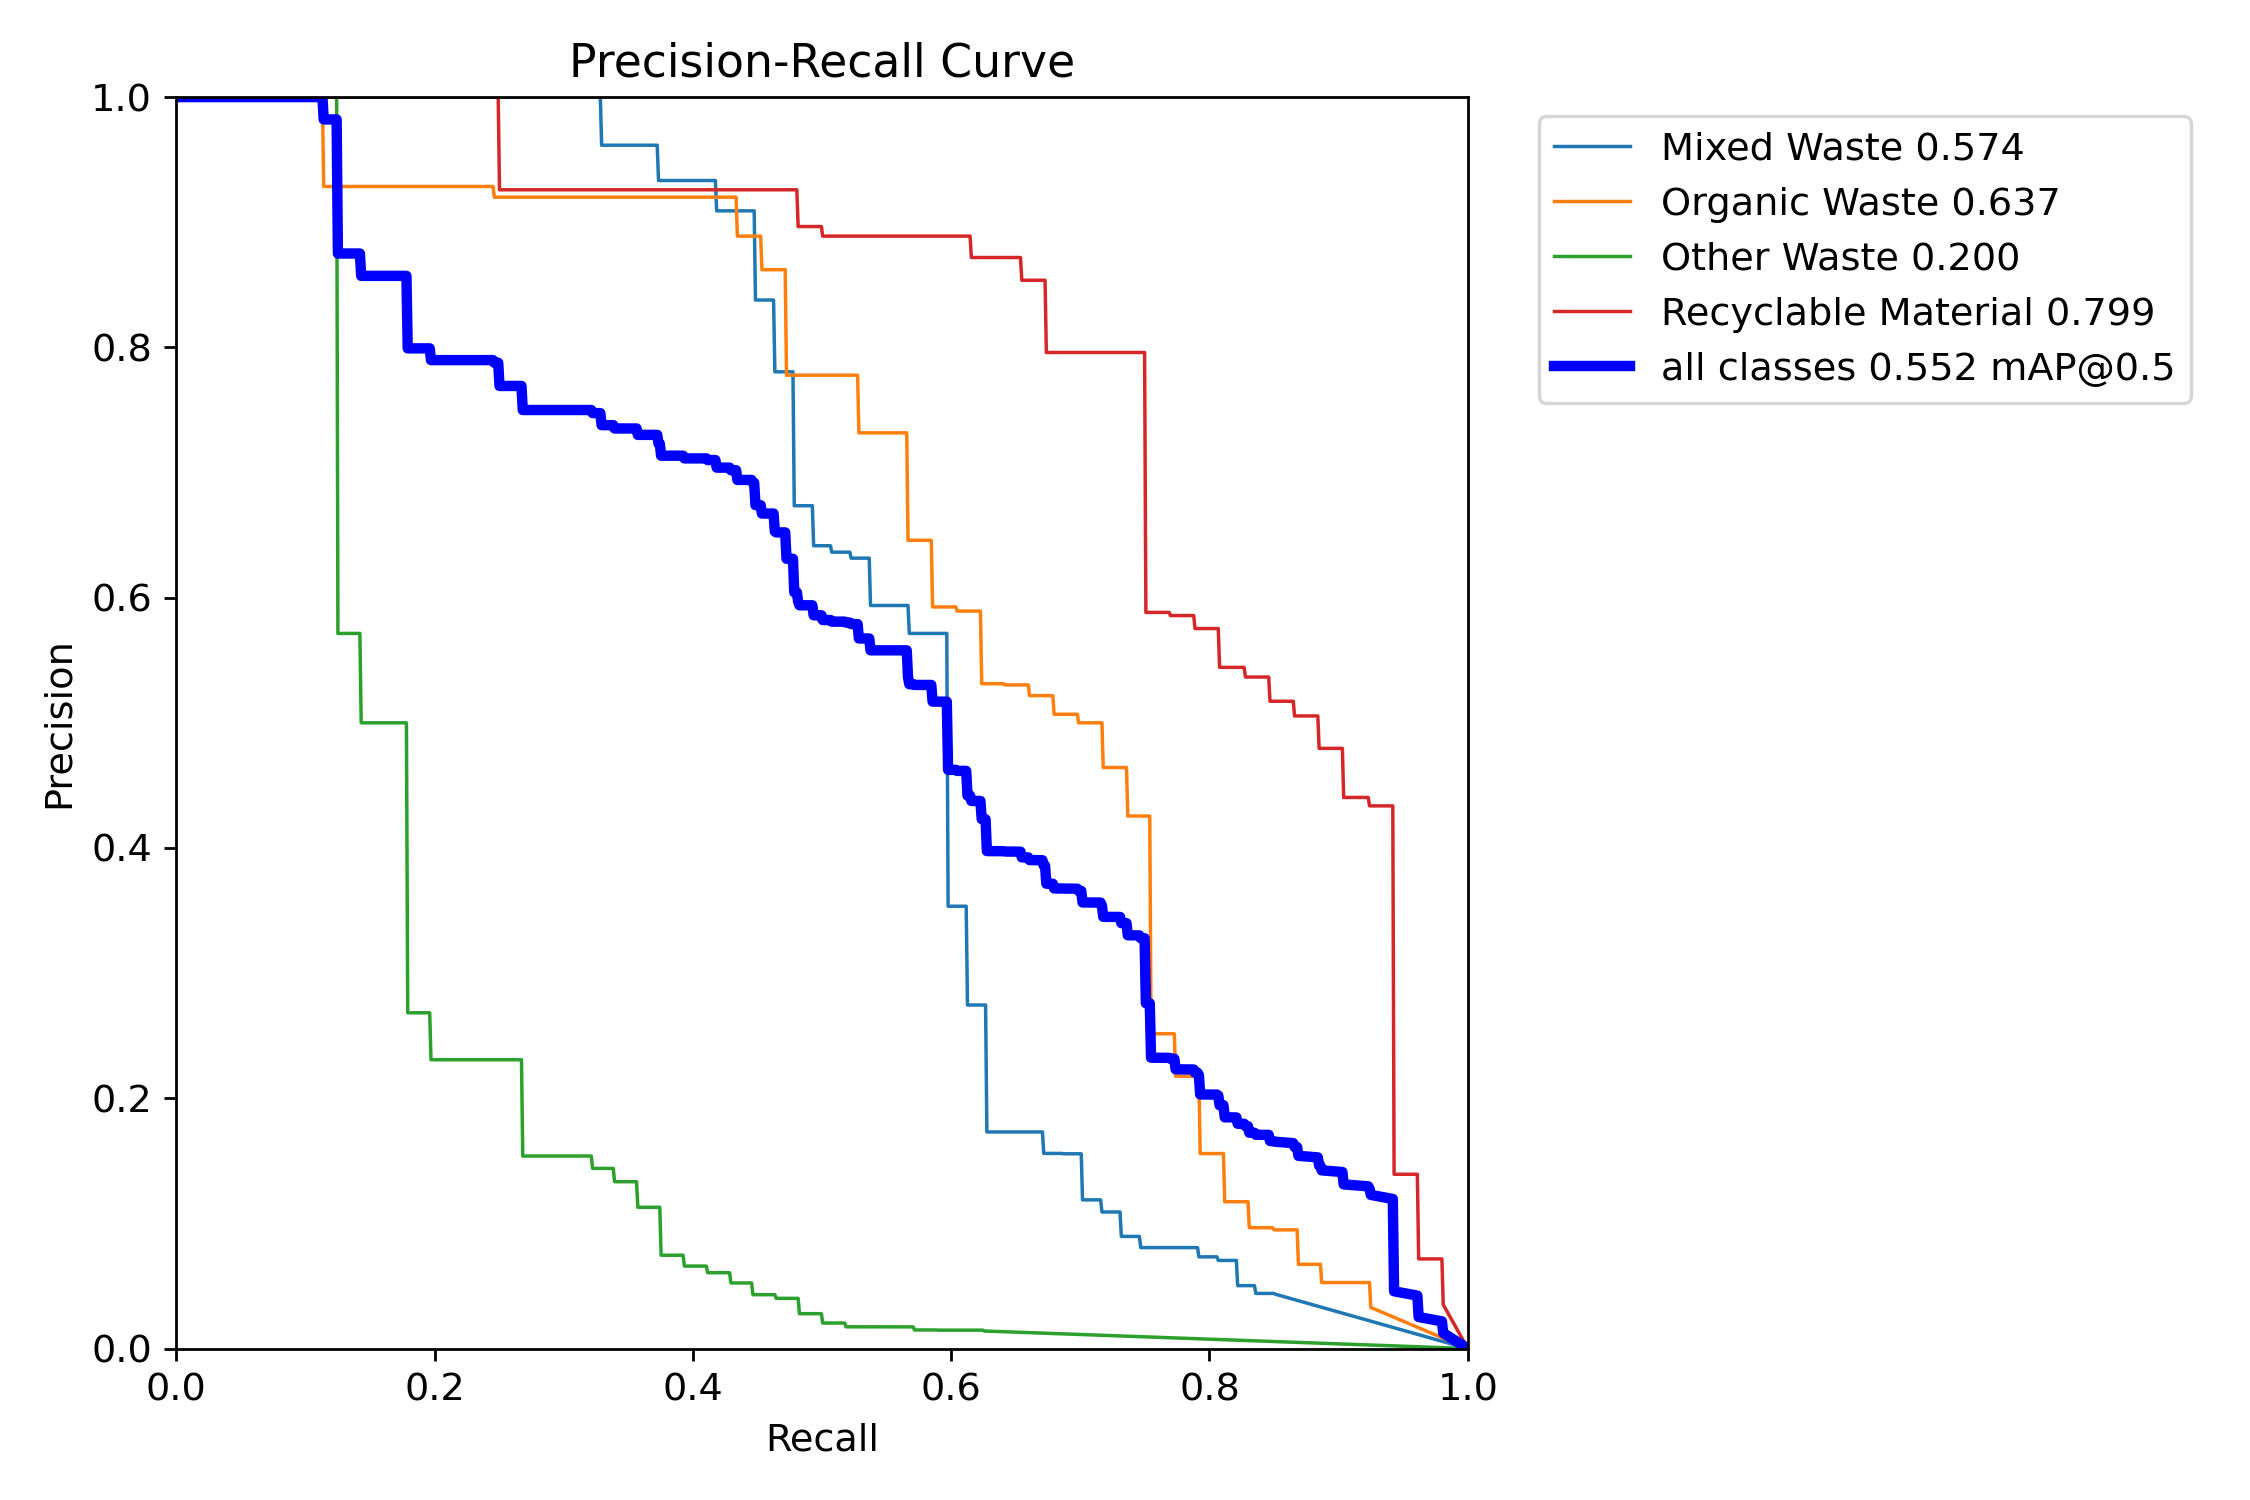 Precision-Recall Curve
1.0
0.8
0.6
0.4
0.2
0.0
Precision
0.0 0.2 0.4 0.6 0.8 1.0
Recall
Mixed Waste 0.574
Organic Waste 0.637
Other Waste 0.200
Recyclable Material 0.799
all classes 0.552 mAP@0.5